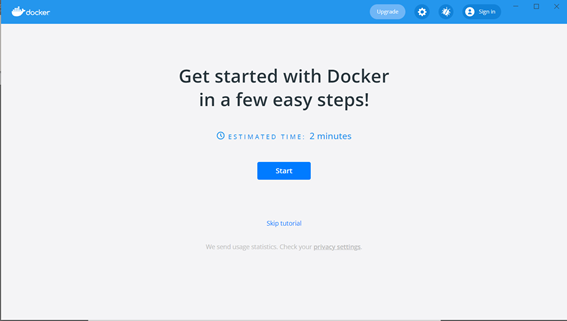 docker
Upgrade
Sign in
Get started with Docker
in a few easy steps!
ESTIMATED TIME: 2 minutes
Start
Skip tutorial
We send usage statistics. Check your privacy settings.